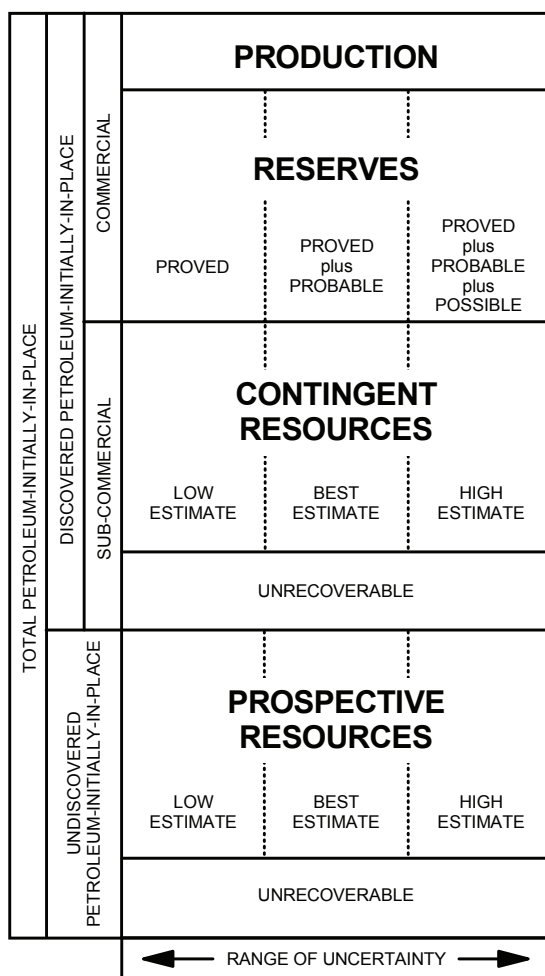 TOTAL PETROLEUM-INITIALLY-IN-PLACE
DISCOVERED PETROLEUM-INITIALLY-IN-PLACE
COMMERCIAL
PRODUCTION
RESERVES
PROVED
PROVED
plus
PROBABLE
PROVED
plus
PROBABLE
plus
POSSIBLE
SUB-COMMERCIAL
CONTINGENT
RESOURCES
LOW
ESTIMATE
BEST
ESTIMATE
HIGH
ESTIMATE
UNRECOVERABLE
UNDISCOVERED
PETROLEUM-INITIALLY-IN-PLACE
PROSPECTIVE
RESOURCES
LOW
ESTIMATE
BEST
ESTIMATE
HIGH
ESTIMATE
UNRECOVERABLE
RANGE OF UNCERTAINTY